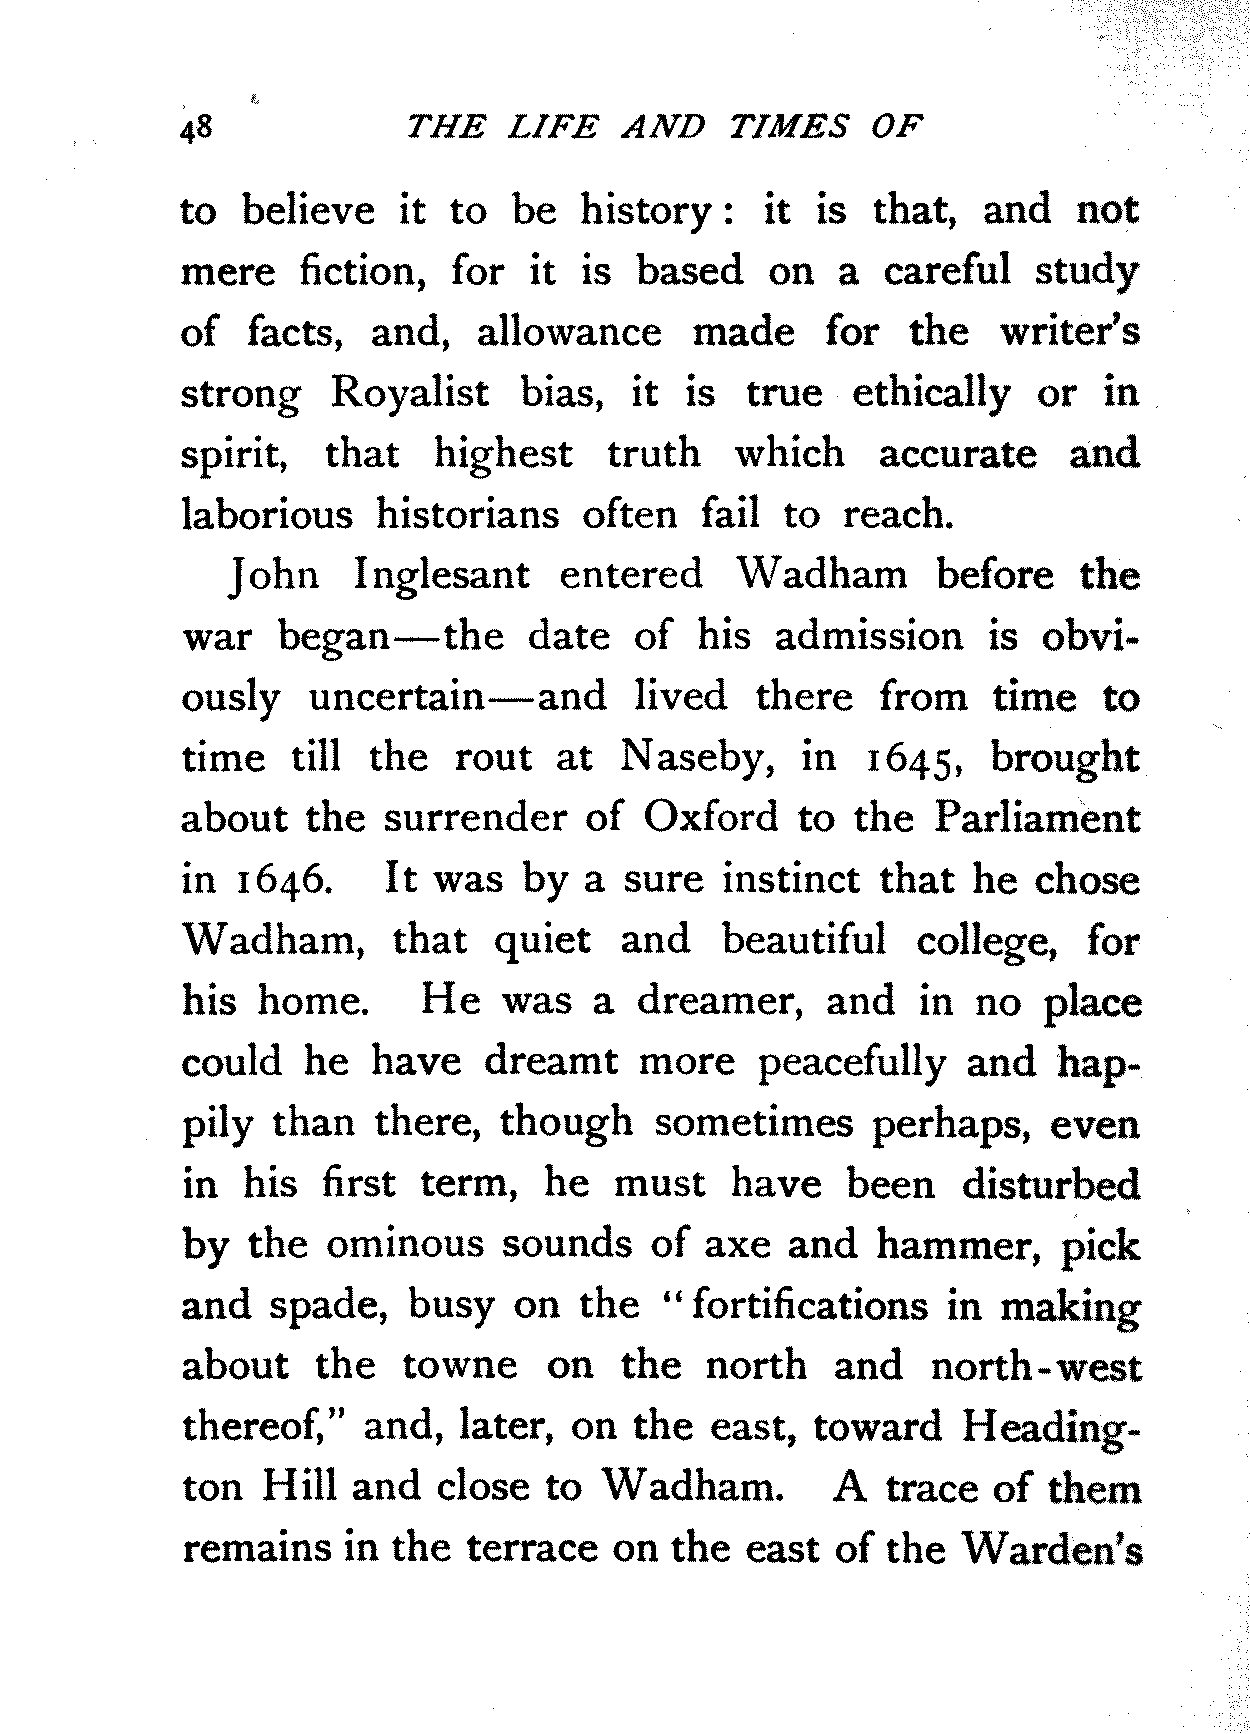 48 THE LIFE AND TIMES OF
to believe it to be history: it is that, and not
mere fiction, for it is based on a careful study
of facts, and, allowance made for the writer's
strong Royalist bias, it is true ethically or in
spirit, that highest truth which accurate and
laborious historians often fail to reach.
John Inglesant entered Wadham before the
war began—the date of his admission is obvi-
ously uncertain—and lived there from time to
time till the rout at Naseby, in 1645, brought
about the surrender of Oxford to the Parliament
in 1646. It was by a sure instinct that he chose
Wadham, that quiet and beautiful college, for
his home. He was a dreamer, and in no place
could he have dreamt more peacefully and hap-
pily than there, though sometimes perhaps, even
in his first term, he must have been disturbed
by the ominous sounds of axe and hammer, pick
and spade, busy on the "fortifications in making
about the towne on the north and north-west
thereof," and, later, on the east, toward Heading-
ton Hill and close to Wadham. A trace of them
remains in the terrace on the east of the Warden's